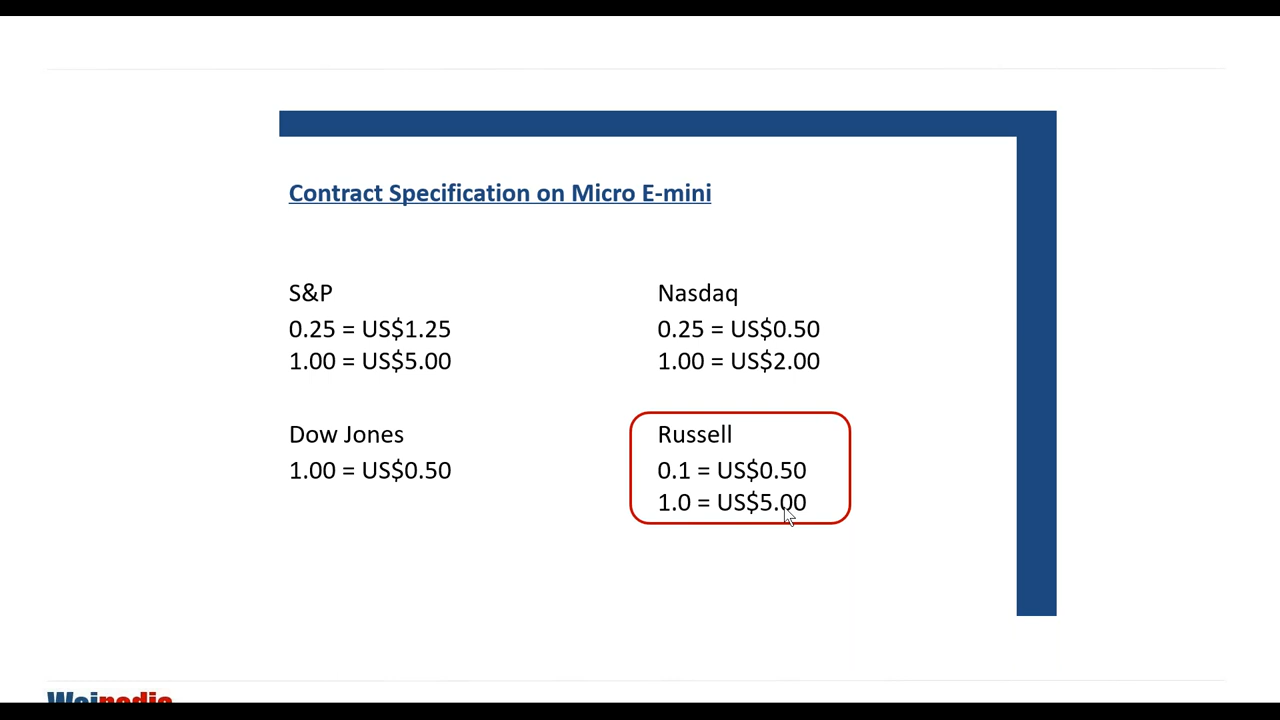 Contract Specification on Micro E-mini
S&P
0.25 = US$1.25
1.00 = US$5.00
Nasdaq
0.25 = US$0.50
1.00 = US$2.00
Dow Jones
1.00 = US$0.50
Russell
0.1 = US$0.50
1.0 = US$5.00